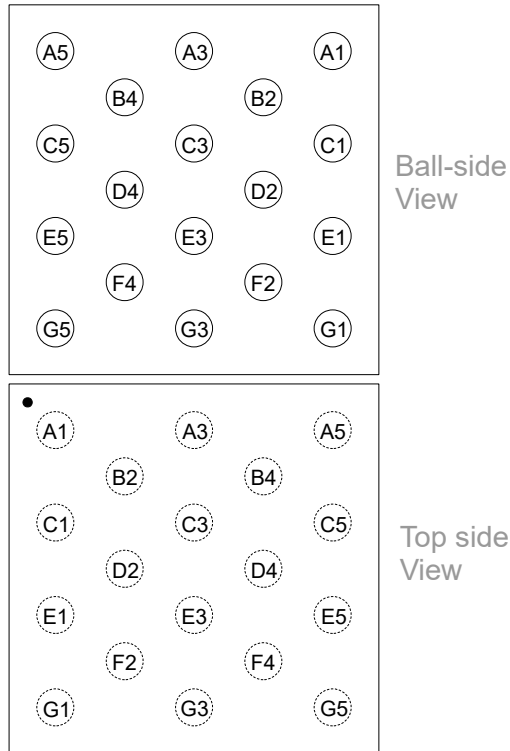 A5 A3 A1
B4 B2
C5 C3 C1
Ball-side
View
D4 D2
E5 E3 E1
F4 F2
G5 G3 G1
A1 A3 A5
B2 B4
C1 C3 C5
Top side
View
D2 D4
E1 E3 E5
F2 F4
G1 G3 G5